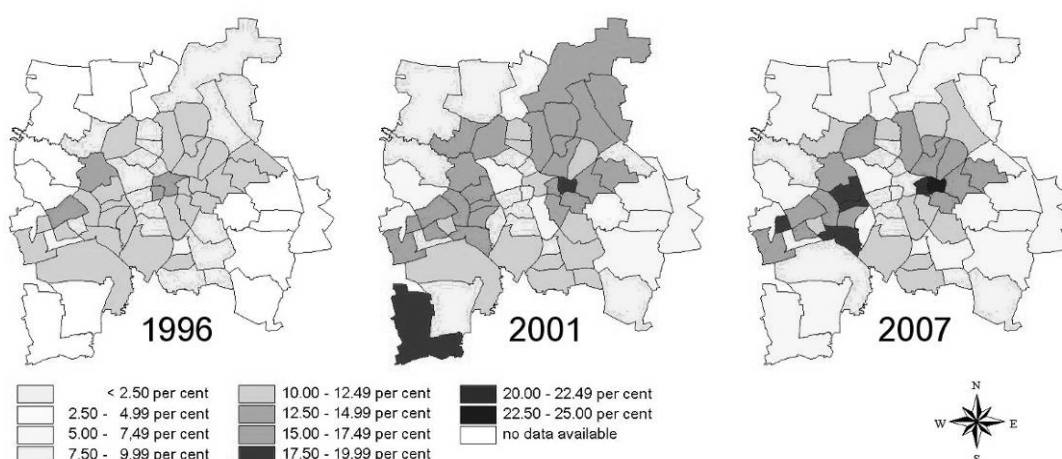 1996
2001
2007
< 2.50 per cent
2.50 - 4.99 per cent
5.00 - 7,49 per cent
7.50 - 9.99 per cent
10.00 - 12.49 per cent
12.50 - 14.99 per cent
15.00 - 17.49 per cent
17.50 - 19.99 per cent
20.00 - 22.49 per cent
22.50 - 25.00 per cent
no data available
N
W E
S